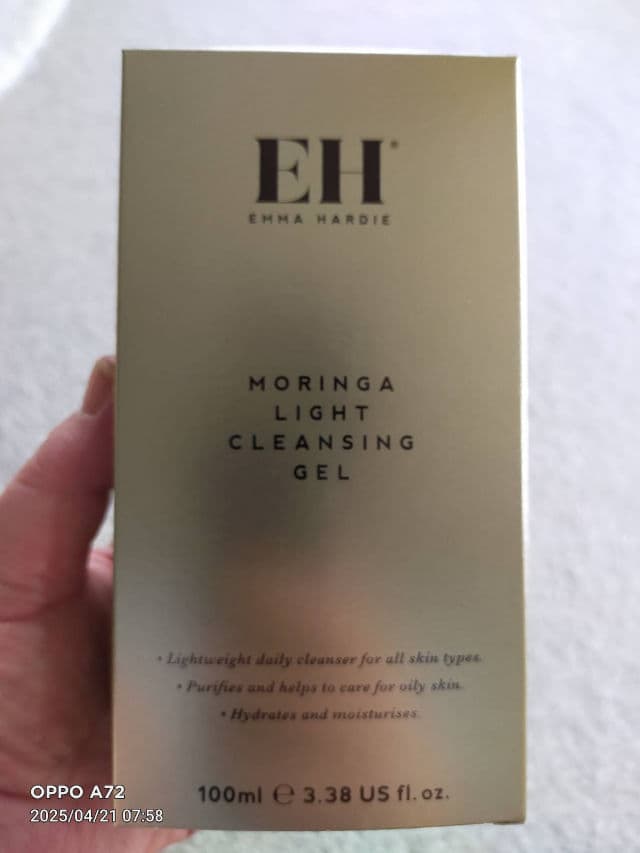 EH®
EMMA HARDIE
MORINGA
LIGHT
CLEANSING
GEL
• Lightweight daily cleanser for all skin types.
• Purifies and helps to care for oily skin.
• Hydrates and moisturises.
100ml ℮ 3.38 US fl. oz.
OPPO A72
2025/04/21 07:58